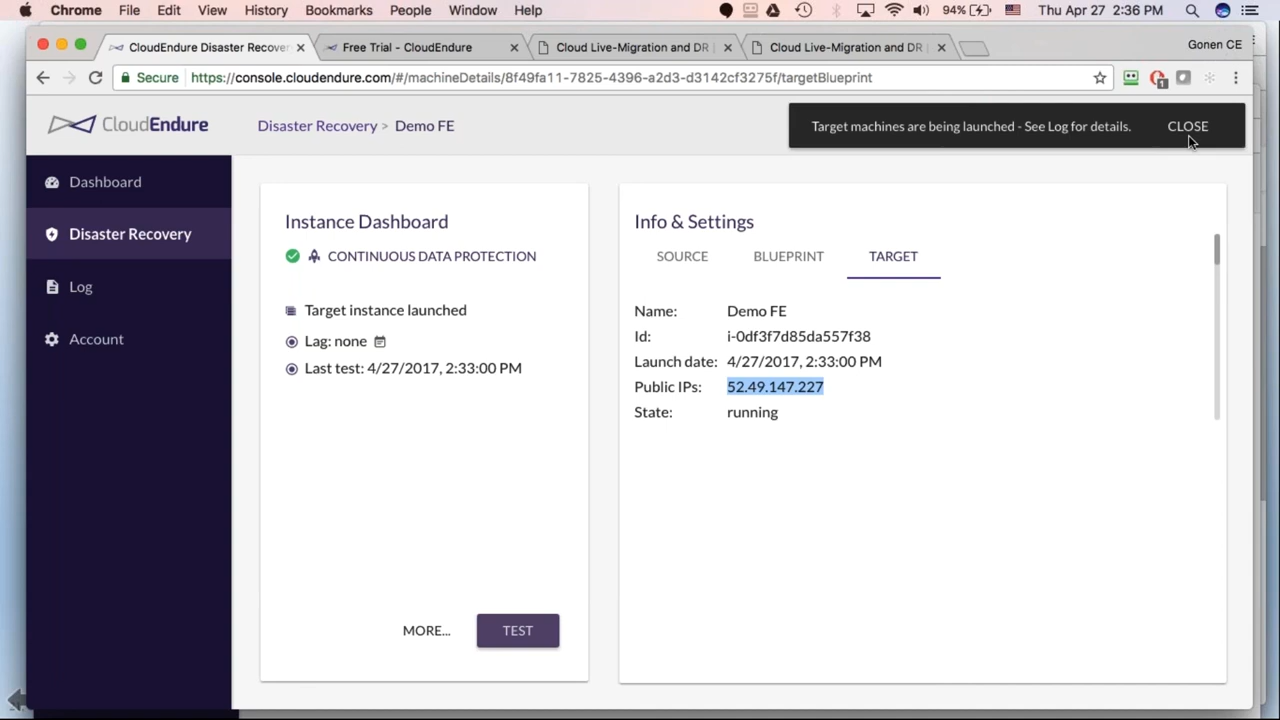 Chrome File Edit View History Bookmarks People Window Help 94% Thu Apr 27 2:36 PM
CloudEndure Disaster Recover Free Trial - CloudEndure Cloud Live-Migration and DR Cloud Live-Migration and DR Gonen CE
Secure https://console.cloudendure.com/#/machineDetails/8f49fa11-7825-4396-a2d3-d3142cf3275f/targetBlueprint
1
CloudEndure Disaster Recovery > Demo FE Target machines are being launched - See Log for details. CLOSE
Dashboard
Disaster Recovery
Log
Account
Instance Dashboard
CONTINUOUS DATA PROTECTION
Target instance launched
Lag: none
Last test: 4/27/2017, 2:33:00 PM
MORE... TEST
Info & Settings
SOURCE BLUEPRINT TARGET
Name: Demo FE
Id: i-0df3f7d85da557f38
Launch date: 4/27/2017, 2:33:00 PM
Public IPs: 52.49.147.227
State: running